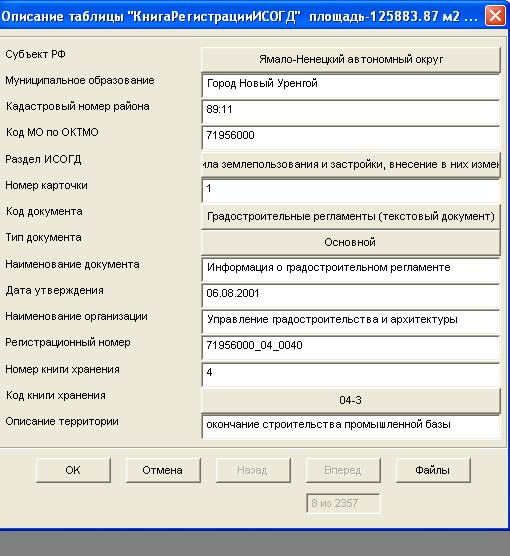 Описание таблицы "КнигаРегистрацииИСОГД" площадь-125883.87 м2 ...
Субъект РФ Ямало-Ненецкий автономный округ
Муниципальное образование Город Новый Уренгой
Кадастровый номер района 89:11
Код МО по ОКТМО 71956000
Раздел ИСОГД ила землепользования и застройки, внесение в них измен
Номер карточки 1
Код документа Градостроительные регламенты (текстовый документ)
Тип документа Основной
Наименование документа Информация о градостроительном регламенте
Дата утверждения 06.08.2001
Наименование организации Управление градостроительства и архитектуры
Регистрационный номер 71956000_04_0040
Номер книги хранения 4
Код книги хранения 04-3
Описание территории окончание строительства промышленной базы
OK Отмена Назад Вперед Файлы
8 из 2357